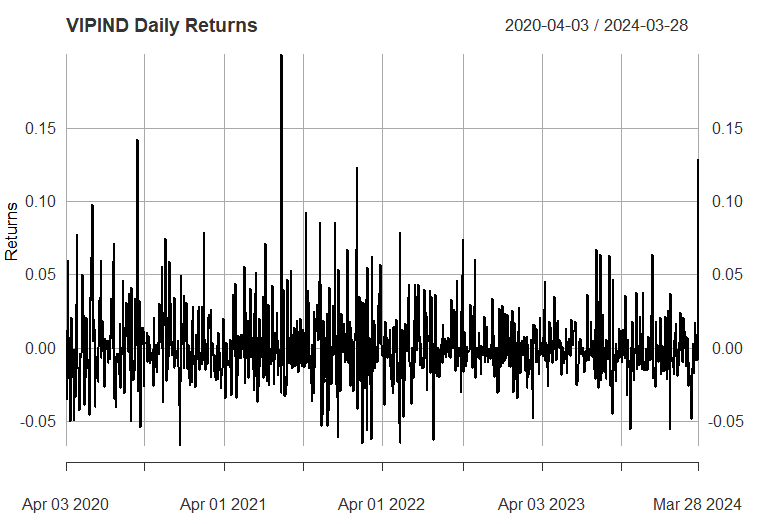 VIPIND Daily Returns 2020-04-03 / 2024-03-28
Returns
0.15 0.15
0.10 0.10
0.05 0.05
0.00 0.00
-0.05 -0.05
Apr 03 2020 Apr 01 2021 Apr 01 2022 Apr 03 2023 Mar 28 2024